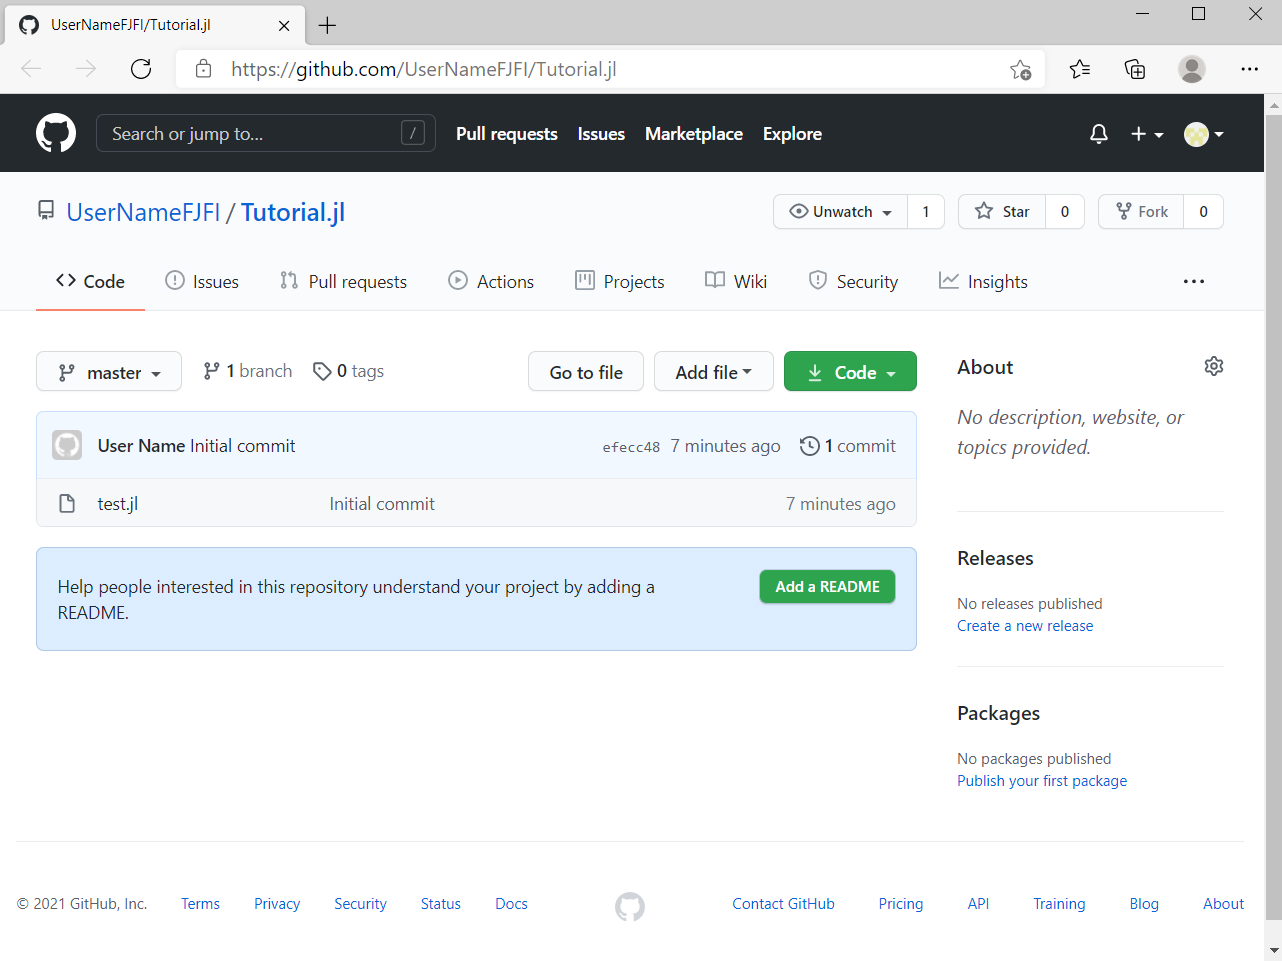 UserNameFJFI/Tutorial.jl
https://github.com/UserNameFJFI/Tutorial.jl
Search or jump to... / Pull requests Issues Marketplace Explore
UserNameFJFI / Tutorial.jl Unwatch 1 Star 0 Fork 0
Code Issues Pull requests Actions Projects Wiki Security Insights
master 1 branch 0 tags Go to file Add file Code
User Name Initial commit efecc48 7 minutes ago 1 commit
test.jl Initial commit 7 minutes ago
Help people interested in this repository understand your project by adding a
README.
Add a README
About
No description, website, or
topics provided.
Releases
No releases published
Create a new release
Packages
No packages published
Publish your first package
© 2021 GitHub, Inc. Terms Privacy Security Status Docs Contact GitHub Pricing API Training Blog About